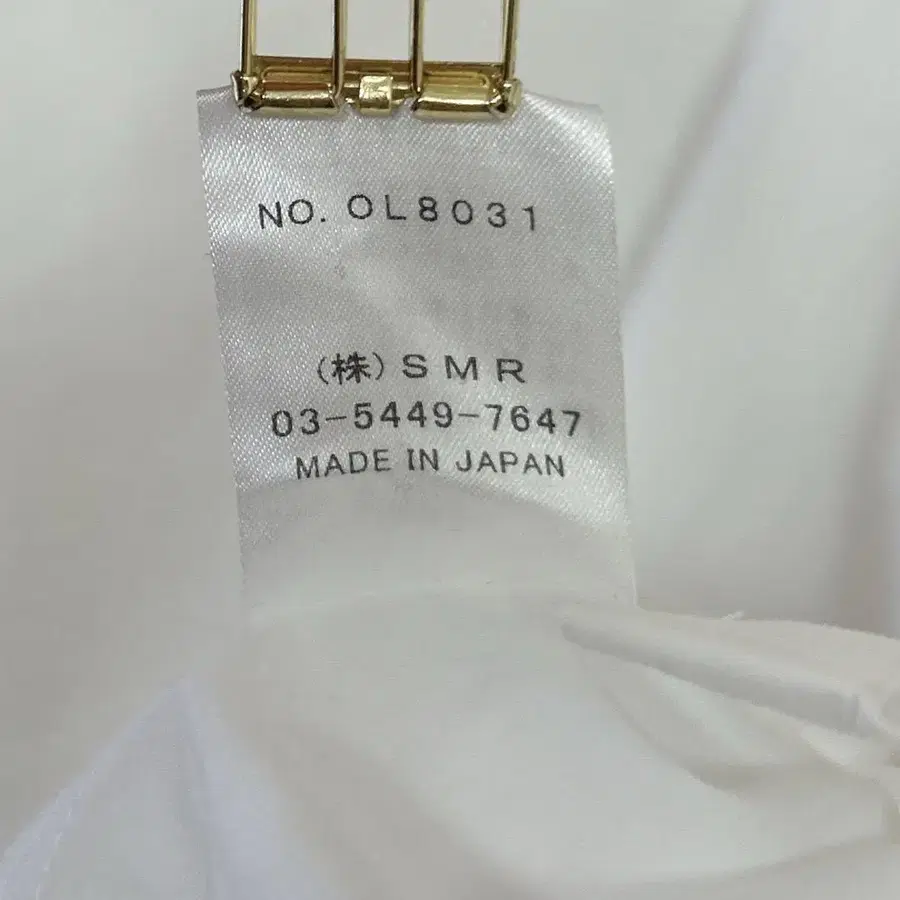 NO. OL8031
(株)SMR
03-5449-7647
MADE IN JAPAN